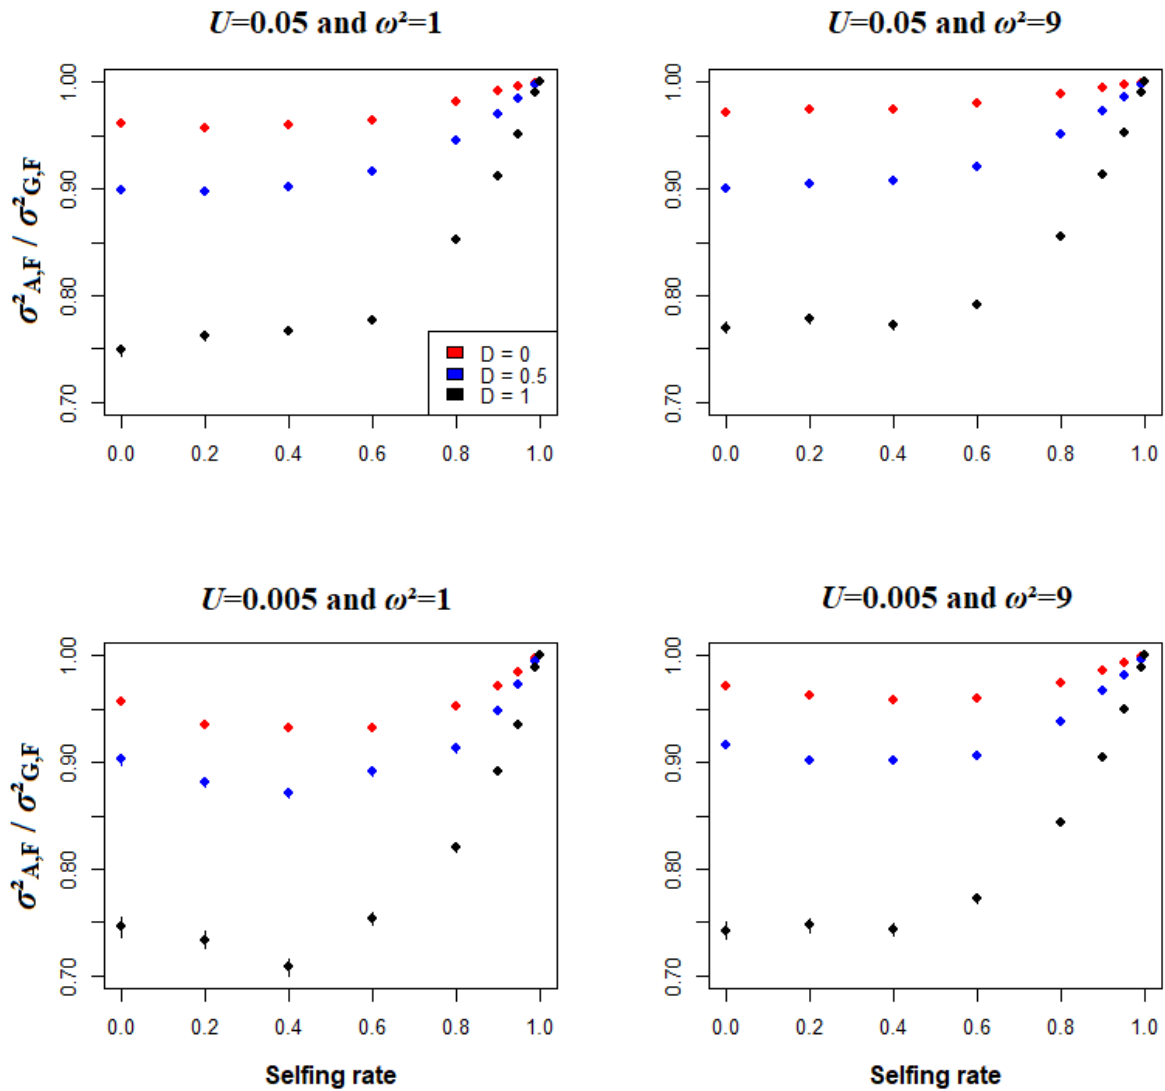 U=0.05 and ω²=1
U=0.05 and ω²=9
σ²A,F / σ²G,F
1.00
0.90
0.80
0.70
D = 0
D = 0.5
D = 1
0.0 0.2 0.4 0.6 0.8 1.0
1.00
0.90
0.80
0.70
0.0 0.2 0.4 0.6 0.8 1.0
U=0.005 and ω²=1
U=0.005 and ω²=9
σ²A,F / σ²G,F
1.00
0.90
0.80
0.70
0.0 0.2 0.4 0.6 0.8 1.0
Selfing rate
1.00
0.90
0.80
0.70
0.0 0.2 0.4 0.6 0.8 1.0
Selfing rate